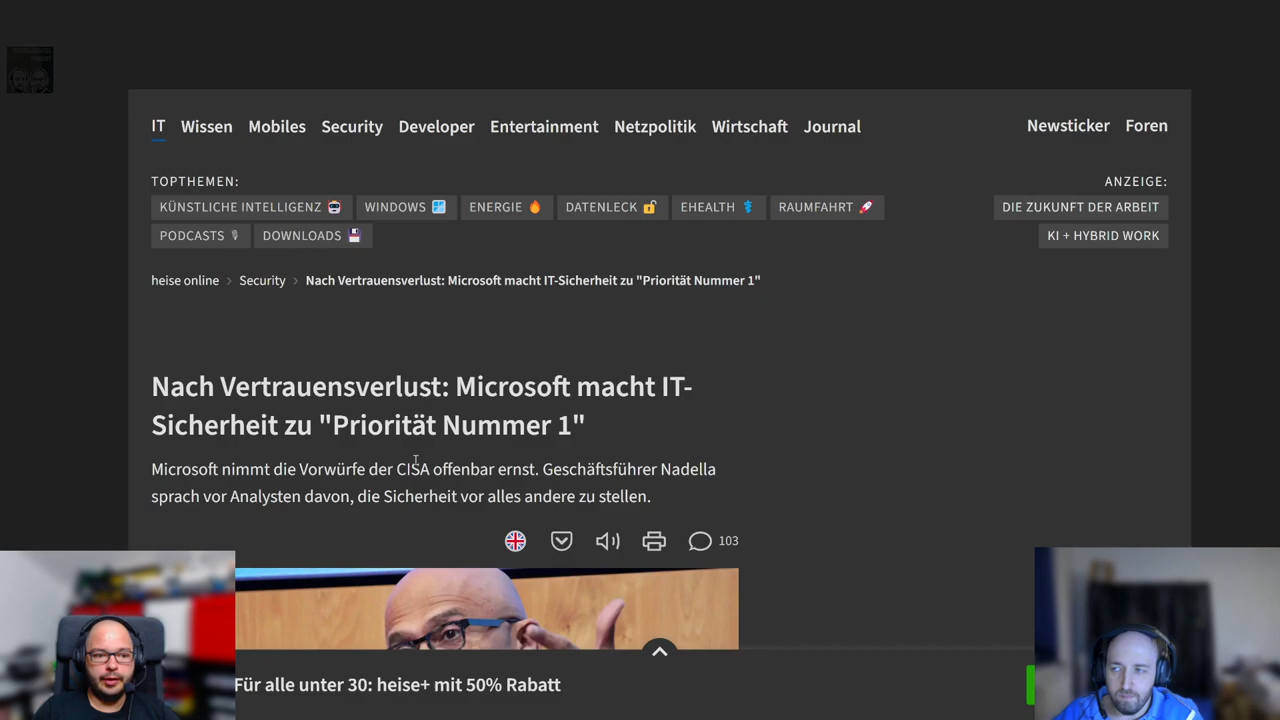 IT Wissen Mobiles Security Developer Entertainment Netzpolitik Wirtschaft Journal Newsticker Foren
TOPTHEMEN: ANZEIGE:
KÜNSTLICHE INTELLIGENZ WINDOWS ENERGIE DATENLECK EHEALTH RAUMFAHRT DIE ZUKUNFT DER ARBEIT
PODCASTS DOWNLOADS KI + HYBRID WORK
heise online > Security > Nach Vertrauensverlust: Microsoft macht IT-Sicherheit zu "Priorität Nummer 1"
Nach Vertrauensverlust: Microsoft macht IT-
Sicherheit zu "Priorität Nummer 1"
Microsoft nimmt die Vorwürfe der CISA offenbar ernst. Geschäftsführer Nadella
sprach vor Analysten davon, die Sicherheit vor alles andere zu stellen.
103
Für alle unter 30: heise+ mit 50% Rabatt